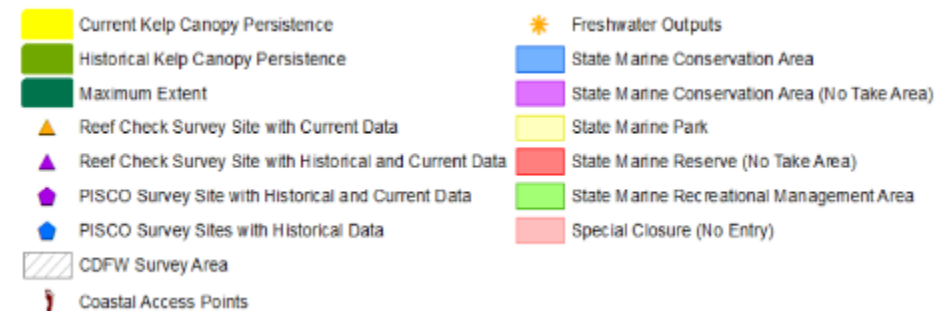 Current Kelp Canopy Persistence
Historical Kelp Canopy Persistence
Maximum Extent
Reef Check Survey Site with Current Data
Reef Check Survey Site with Historical and Current Data
PISCO Survey Site with Historical and Current Data
PISCO Survey Sites with Historical Data
CDFW Survey Area
Coastal Access Points
Freshwater Outputs
State Marine Conservation Area
State Marine Conservation Area (No Take Area)
State Marine Park
State Marine Reserve (No Take Area)
State Marine Recreational Management Area
Special Closure (No Entry)